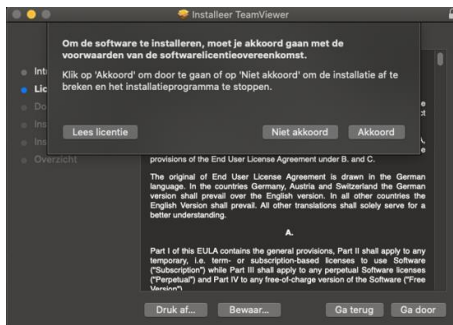 Installeer TeamViewer
Om de software te installeren, moet je akkoord gaan met de
voorwaarden van de softwarelicentieovereenkomst.
Klik op 'Akkoord' om door te gaan of op 'Niet akkoord' om de installatie af te
breken en het installatieprogramma te stoppen.
Lees licentie
Niet akkoord
Akkoord
Int
Lic
Do
Ins
Ins
Overzicht
provisions of the End User License Agreement under B. and C.
The original of End User License Agreement is drawn in the German
language. In the countries Germany, Austria and Switzerland the German
version shall prevail over the English version. In all other countries the
English Version shall prevail. All other translations shall solely serve for a
better understanding.
A.
Part I of this EULA contains the general provisions, Part II shall apply to any
temporary, i.e. term- or subscription-based licenses to use Software
("Subscription") while Part III shall apply to any perpetual Software licenses
("Perpetual") and Part IV to any free-of-charge version of the Software ("Free
Version")
Druk af...
Bewaar...
Ga terug
Ga door